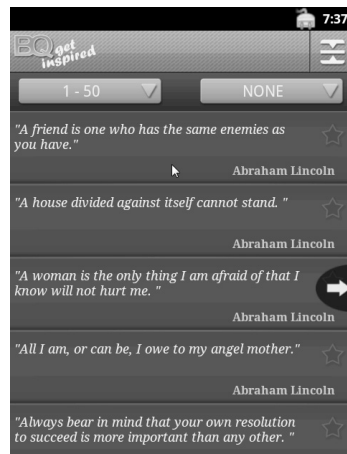 7:37
BQ get
inspired
1 - 50
NONE
"A friend is one who has the same enemies as
you have."
Abraham Lincoln
"A house divided against itself cannot stand. "
Abraham Lincoln
"A woman is the only thing I am afraid of that I
know will not hurt me. "
Abraham Lincoln
"All I am, or can be, I owe to my angel mother."
Abraham Lincoln
"Always bear in mind that your own resolution
to succeed is more important than any other. "